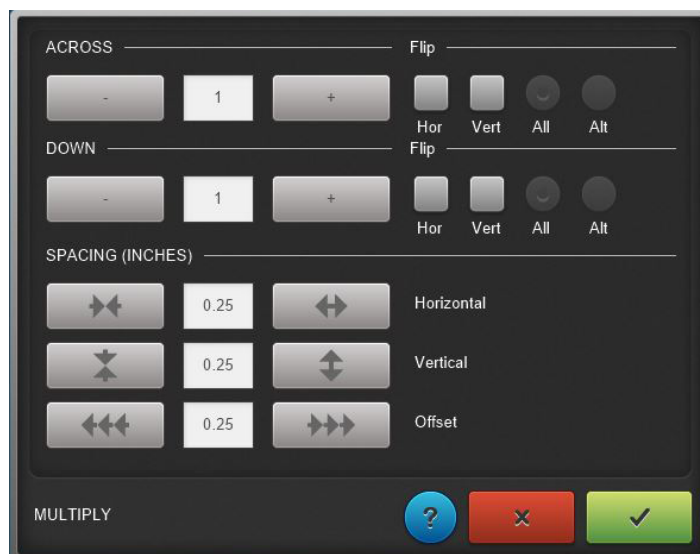 ACROSS Flip
- 1 +
Hor Vert All Alt
DOWN Flip
- 1 +
Hor Vert All Alt
SPACING (INCHES)
0.25 Horizontal
0.25 Vertical
0.25 Offset
MULTIPLY ?